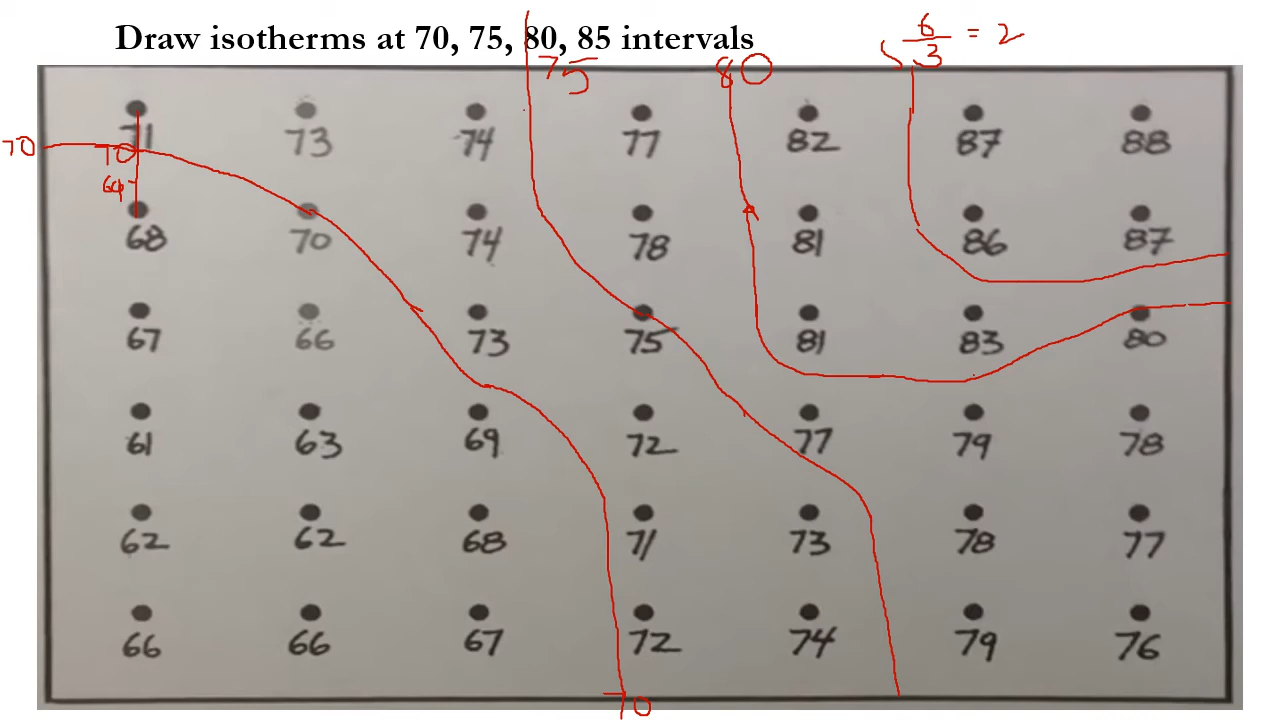 Draw isotherms at 70, 75, 80, 85 intervals
6
3 = 2
75
80
71 73 74 77 82 87 88
70 70
69
68 70 74 78 81 86 87
67 66 73 75 81 83 80
61 63 69 72 77 79 78
62 62 68 71 73 78 77
66 66 67 72 74 79 76
70